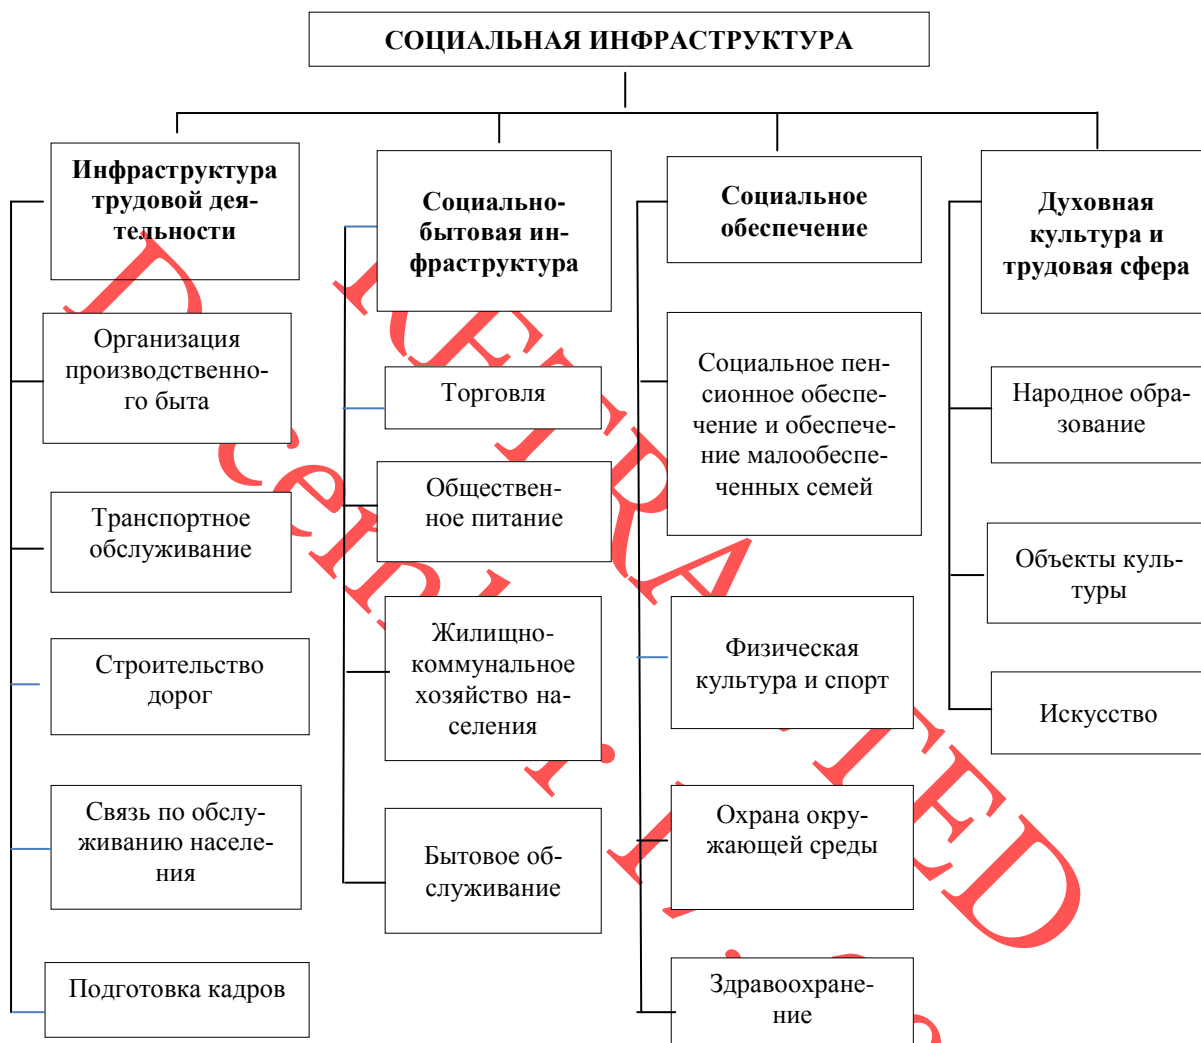 СОЦИАЛЬНАЯ ИНФРАСТРУКТУРА
Инфраструктура
трудовой дея-
тельности
Организация
производственно-
го быта
Транспортное
обслуживание
Строительство
дорог
Связь по обслу-
живанию населе-
ния
Подготовка кадров
Социально-
бытовая ин-
фраструктура
Торговля
Обществен-
ное питание
Жилищно-
коммунальное
хозяйство на-
селения
Бытовое об-
служивание
Социальное
обеспечение
Социальное пен-
сионное обеспе-
чение и обеспече-
ние малообеспе-
ченных семей
Физическая
культура и спорт
Охрана окру-
жающей среды
Здравоохране-
ние
Духовная
культура и
трудовая сфера
Народное обра-
зование
Объекты куль-
туры
Искусство
RETRACTED